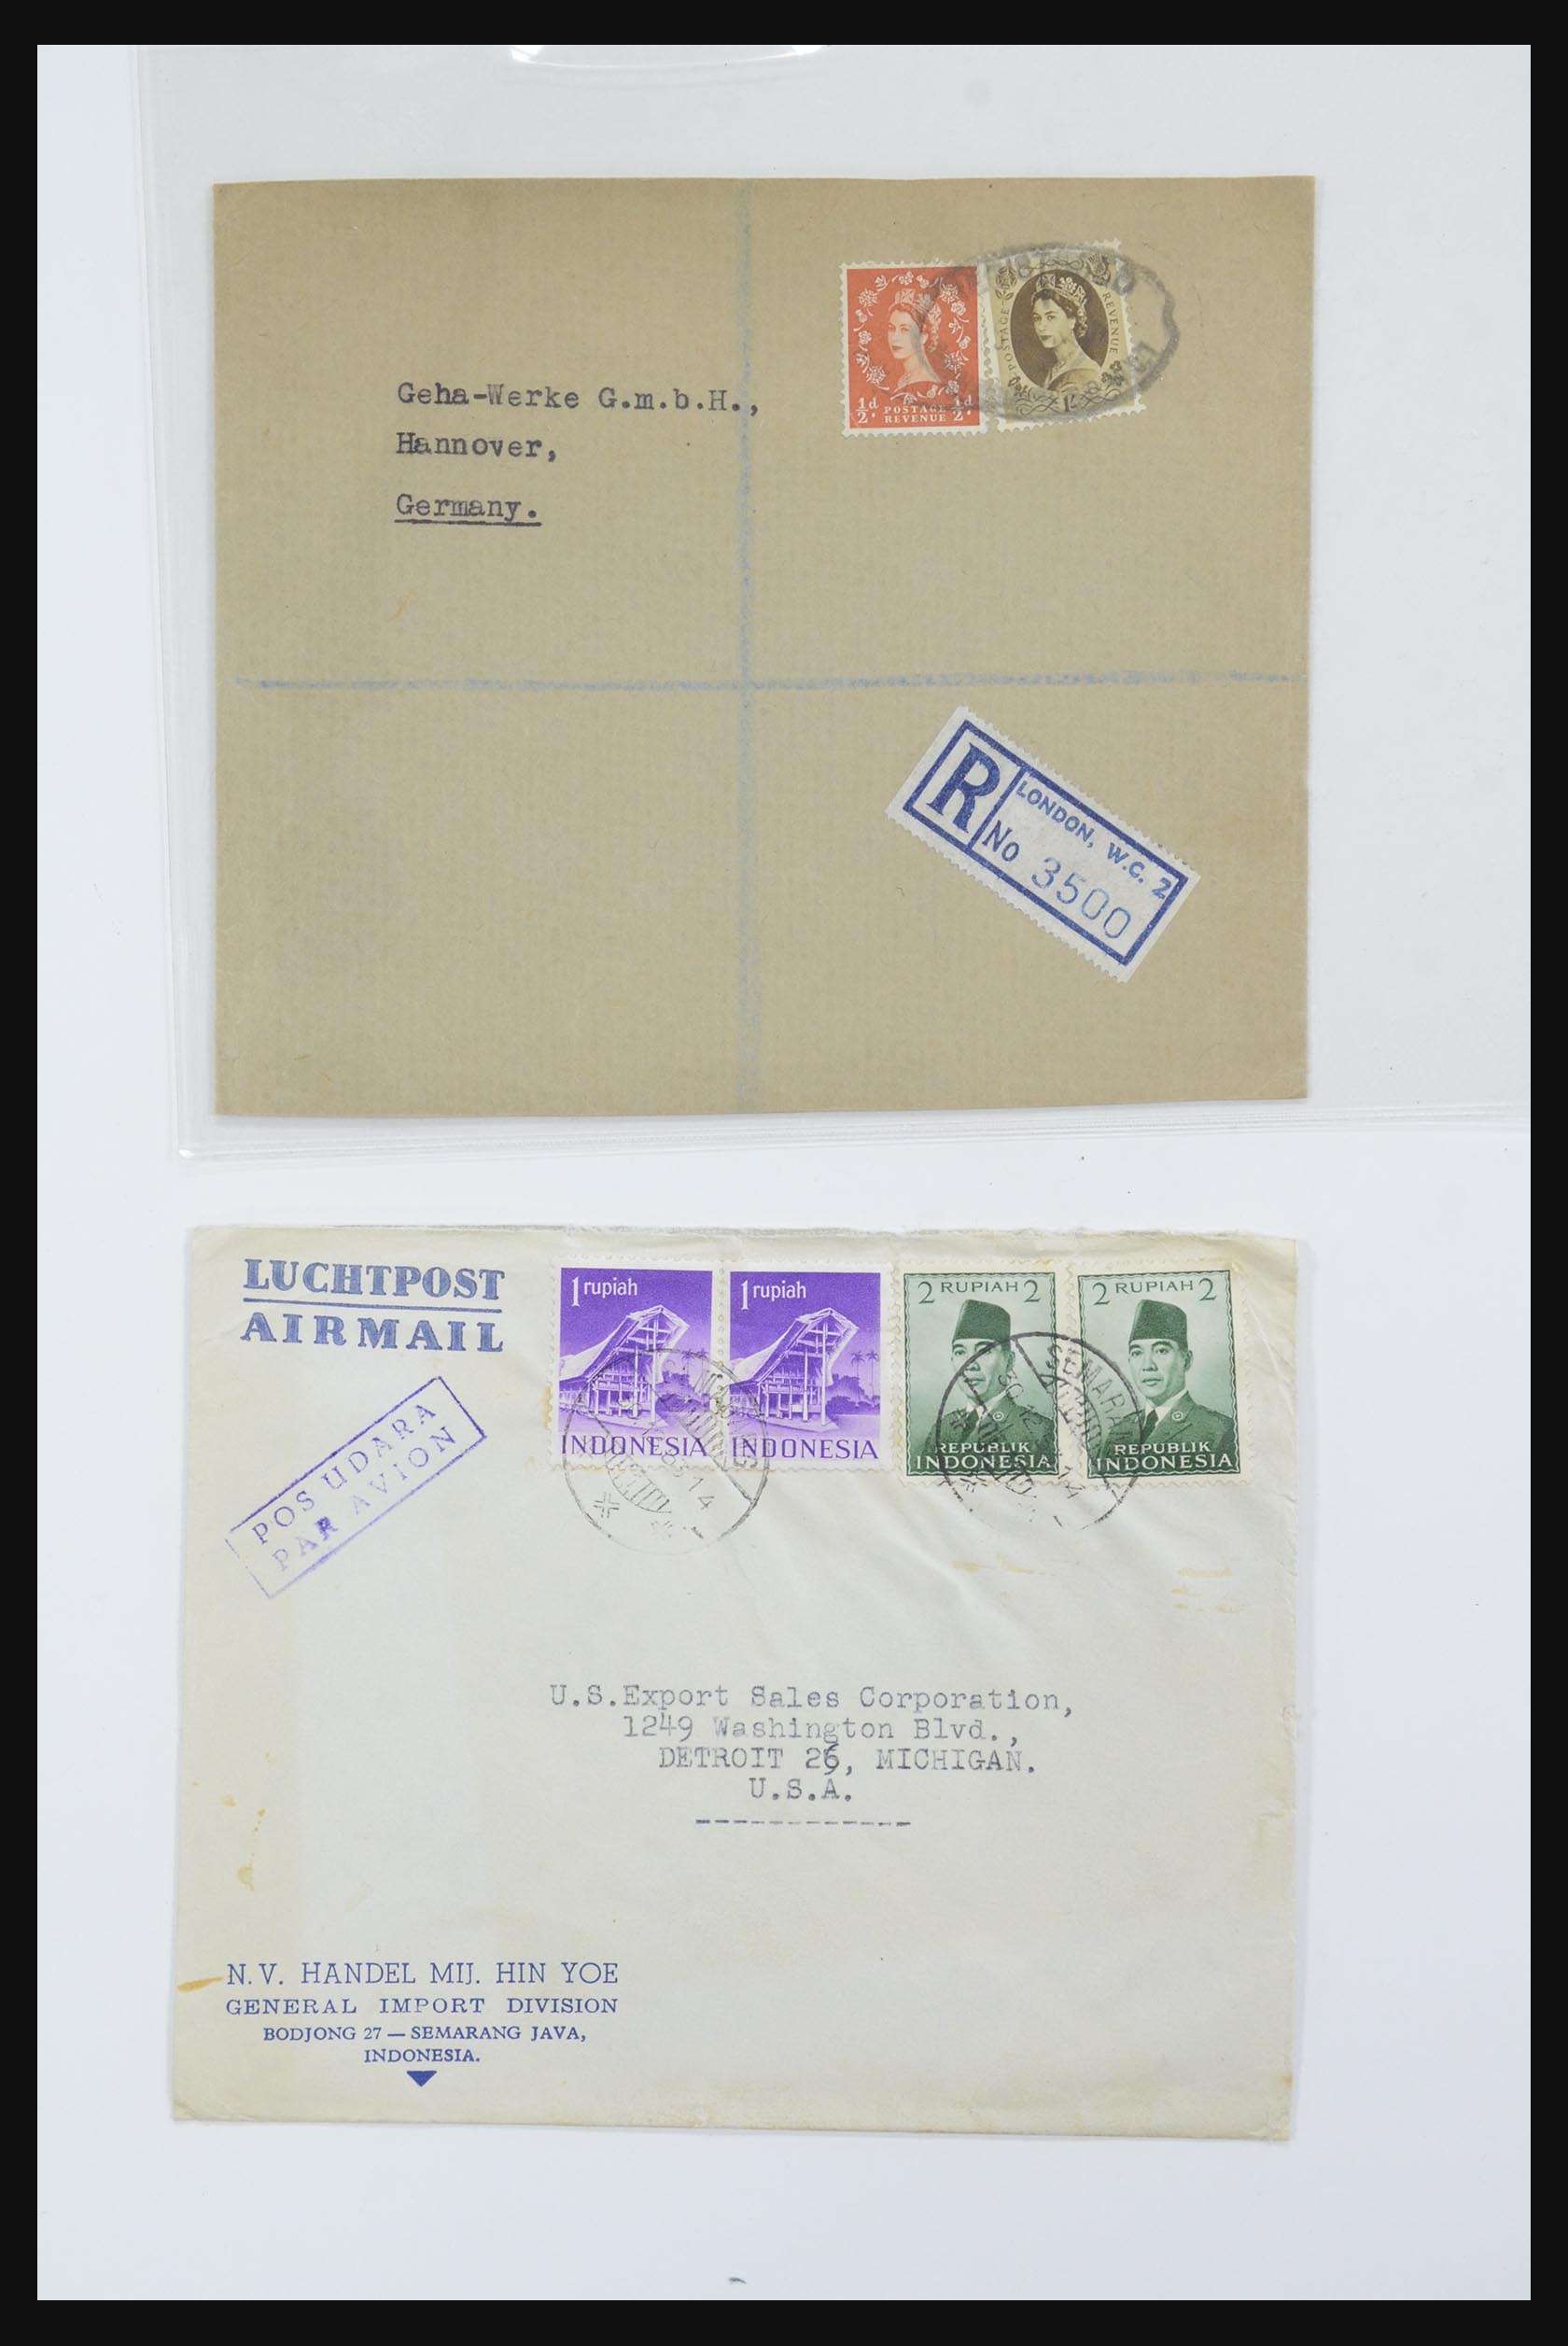 Geha-Werke G.m.b.H.,
Hannover,
Germany.
½d ½d
POSTAGE
REVENUE
POSTAGE REVENUE
1/-
R LONDON, W.C. 2
No 3500
LUCHTPOST
AIRMAIL
POS UDARA
PAR AVION
1 rupiah
INDONESIA
1 rupiah
INDONESIA
2 RUPIAH 2
REPUBLIK
INDONESIA
2 RUPIAH 2
REPUBLIK
INDONESIA
U.S.Export Sales Corporation,
1249 Washington Blvd.,
DETROIT 26, MICHIGAN.
U.S.A.
N.V. HANDEL MIJ. HIN YOE
GENERAL IMPORT DIVISION
BODJONG 27 — SEMARANG JAVA,
INDONESIA.